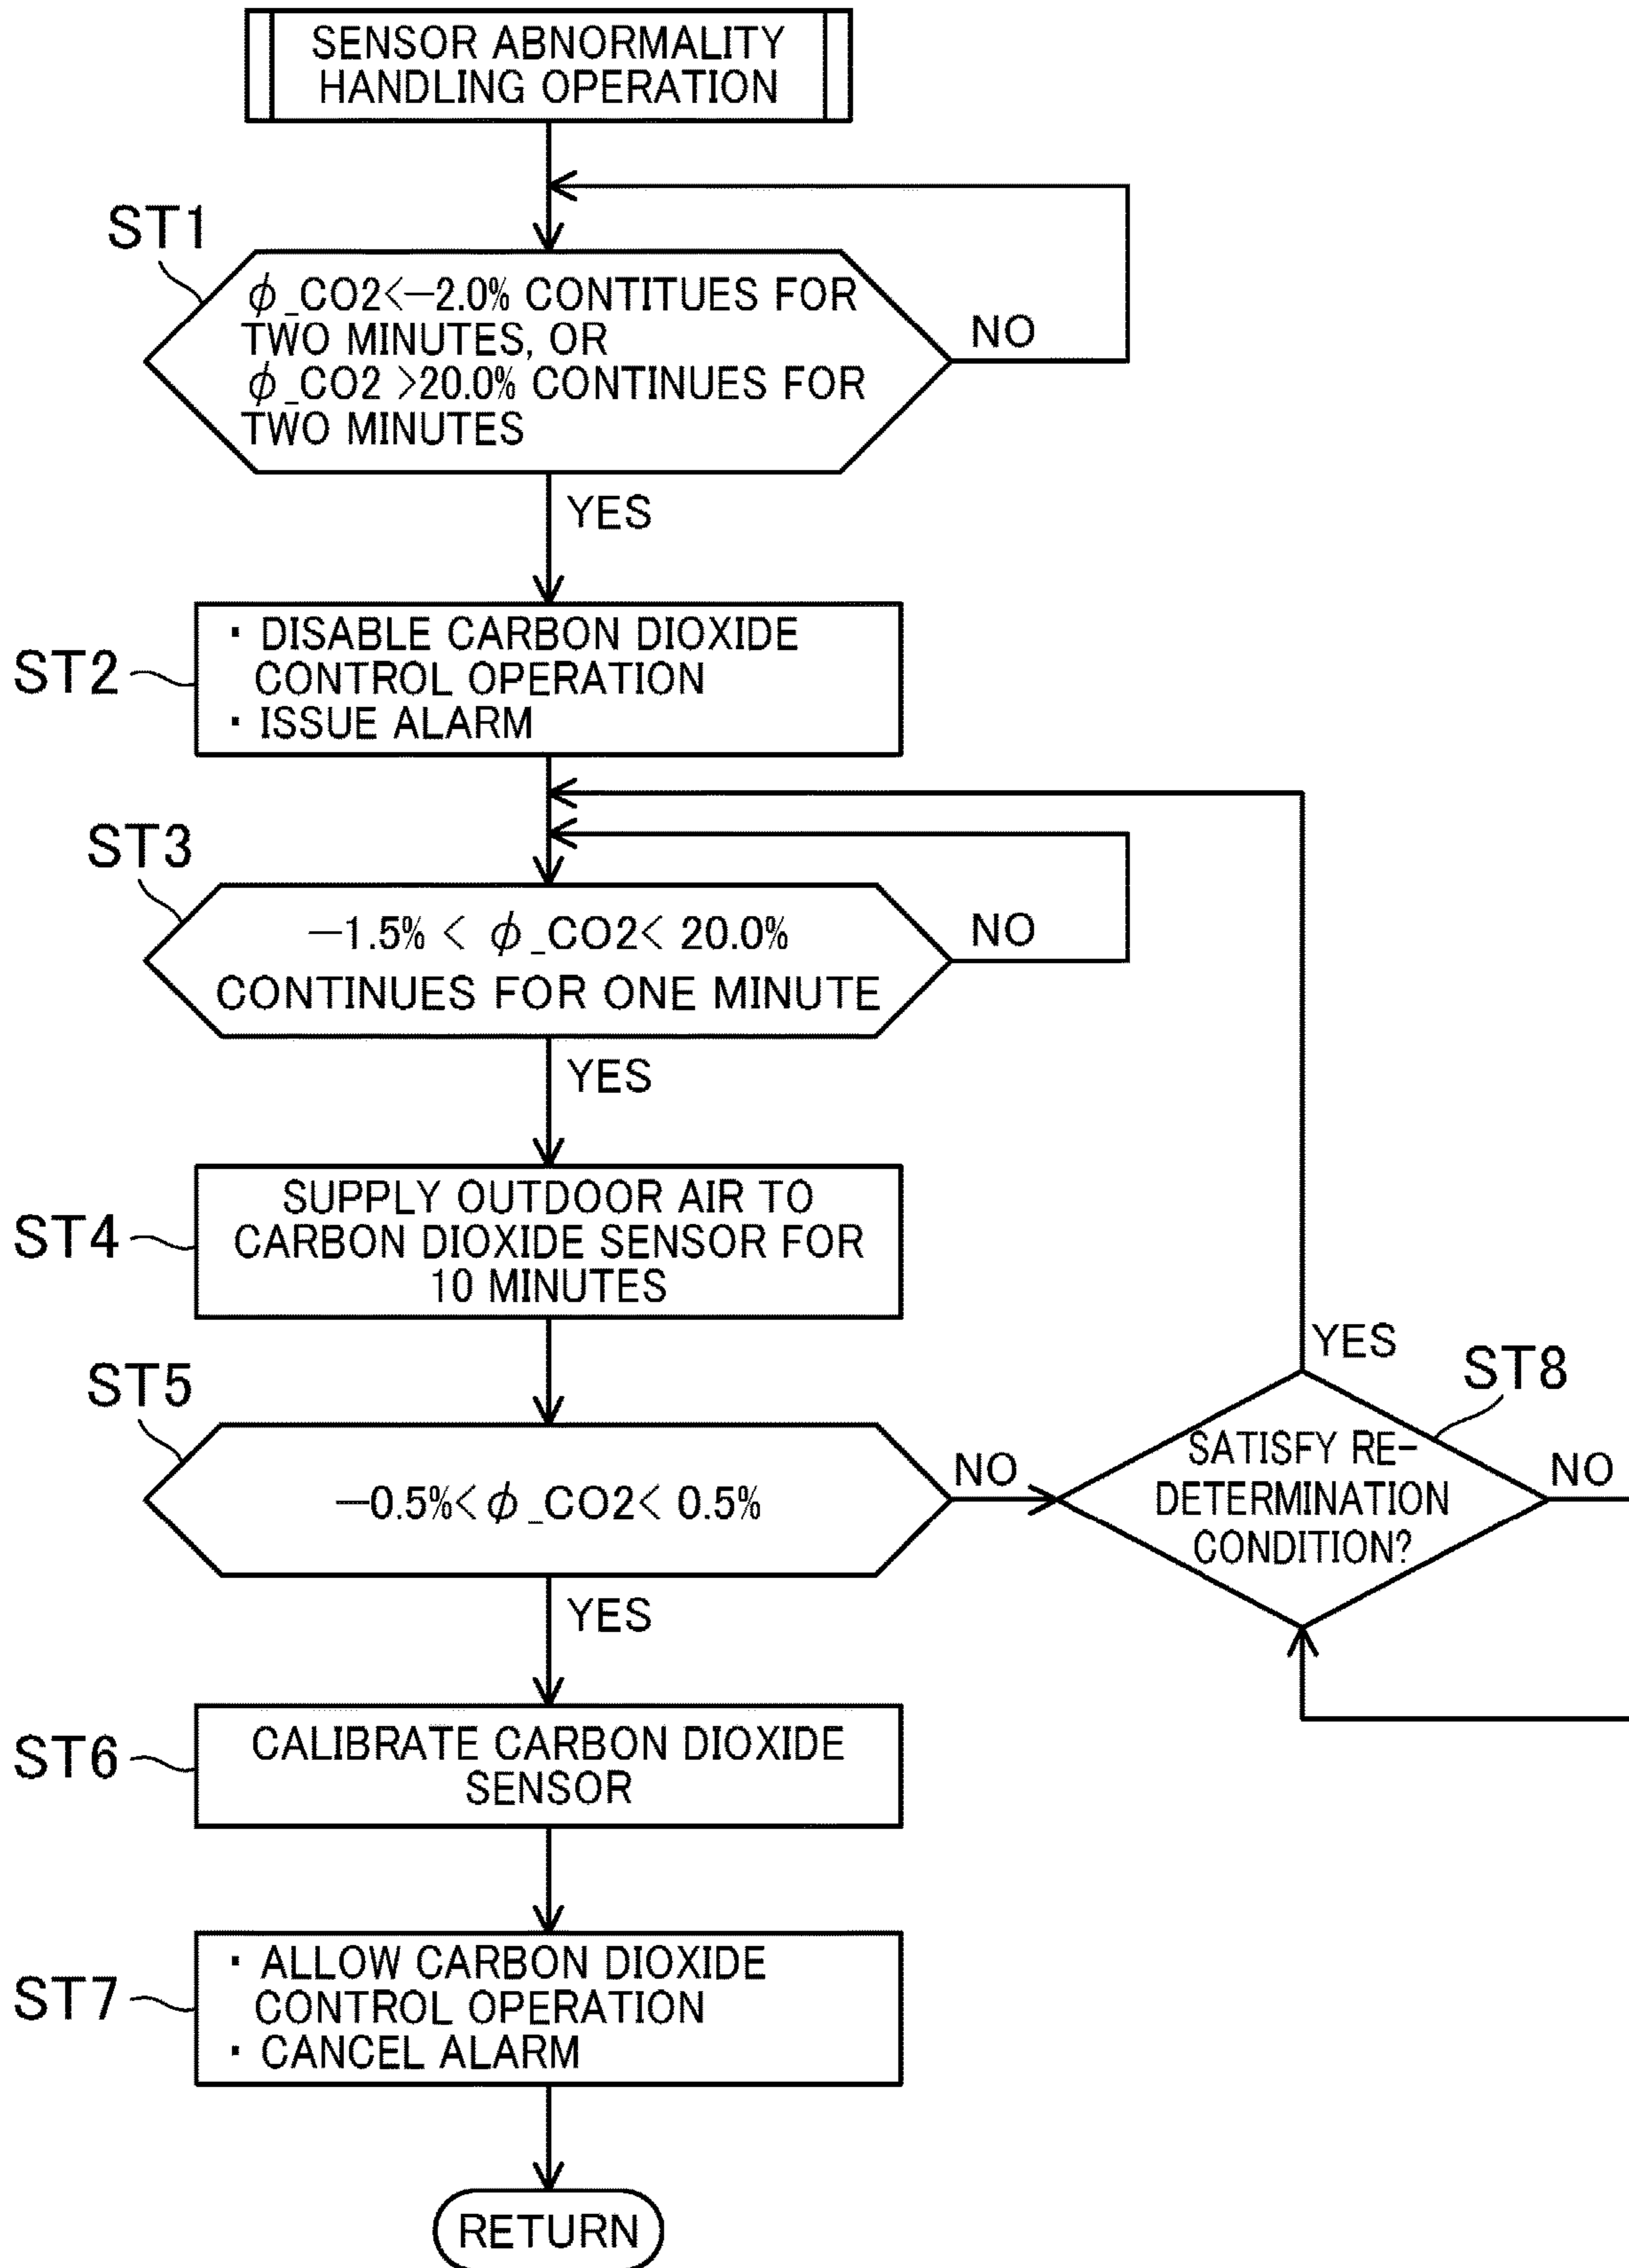 SENSOR ABNORMALITY
HANDLING OPERATION
ST1
ϕ_CO2<−2.0% CONTITUES FOR
TWO MINUTES, OR
ϕ_CO2 >20.0% CONTINUES FOR
TWO MINUTES
NO
YES
ST2
・DISABLE CARBON DIOXIDE
CONTROL OPERATION
・ISSUE ALARM
ST3
−1.5% < ϕ_CO2< 20.0%
CONTINUES FOR ONE MINUTE
NO
YES
ST4
SUPPLY OUTDOOR AIR TO
CARBON DIOXIDE SENSOR FOR
10 MINUTES
ST5
−0.5%<ϕ_CO2< 0.5%
NO
YES
YES
ST8
SATISFY RE-
DETERMINATION
CONDITION?
NO
ST6
CALIBRATE CARBON DIOXIDE
SENSOR
ST7
・ALLOW CARBON DIOXIDE
CONTROL OPERATION
・CANCEL ALARM
RETURN